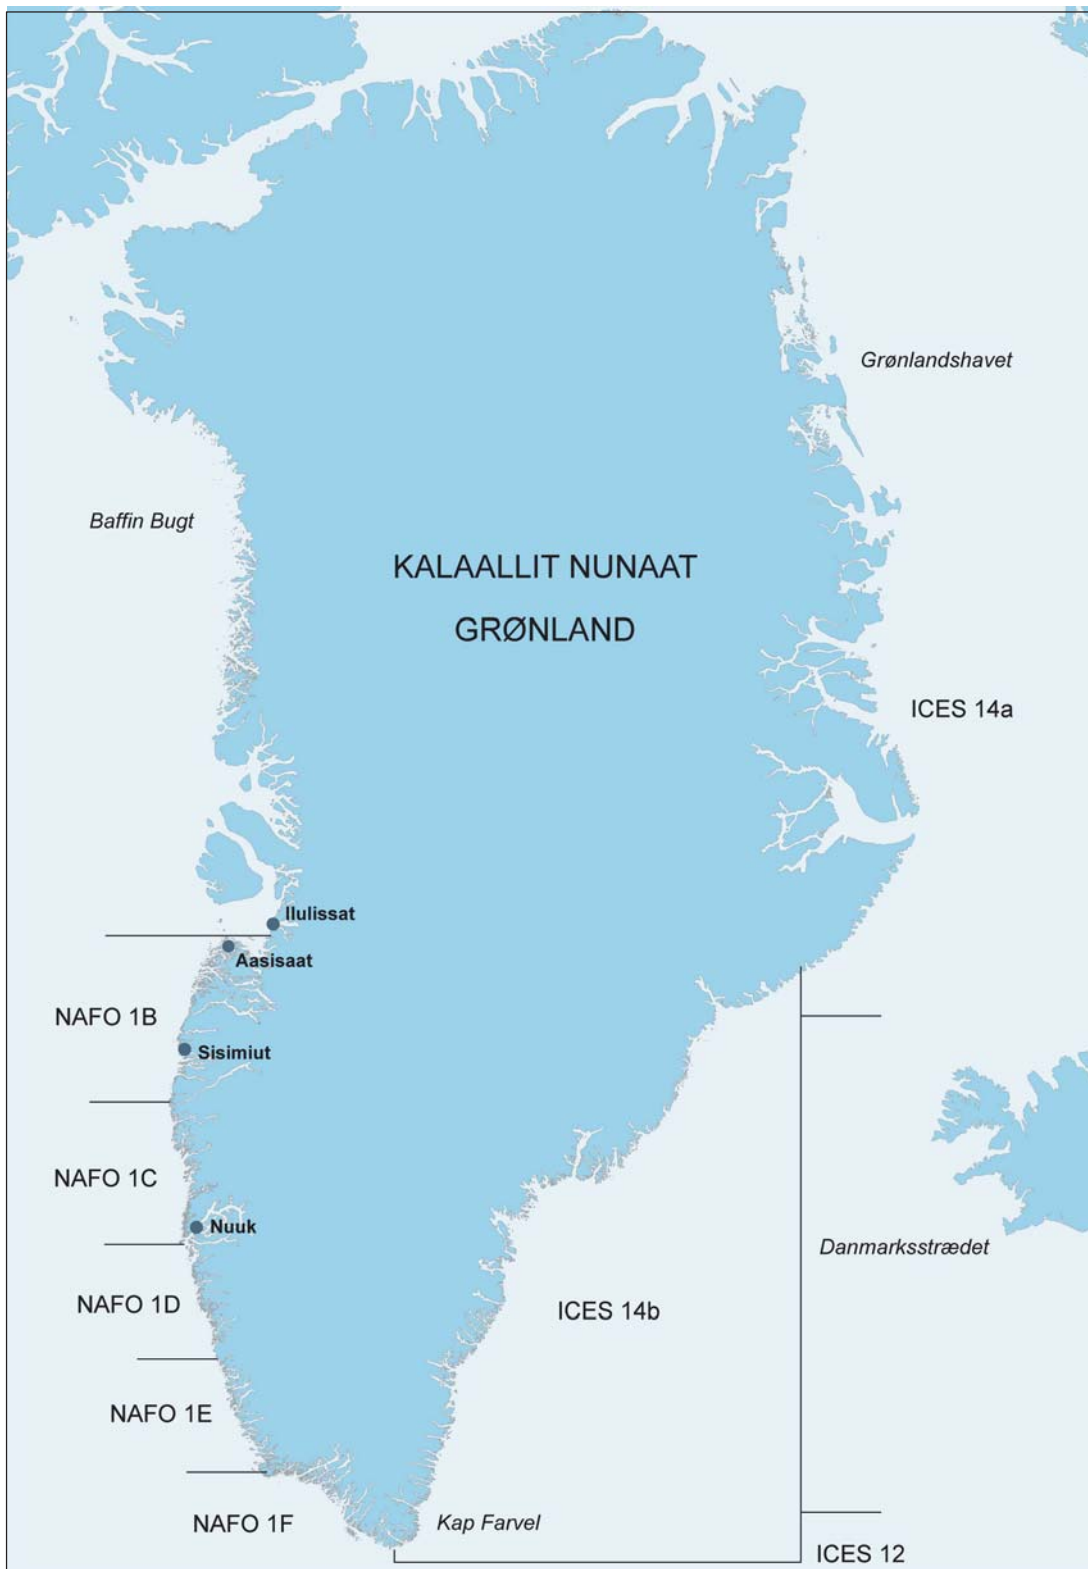 Grønlandshavet
Baffin Bugt
KALAALLIT NUNAAT
GRØNLAND
ICES 14a
Ilulissat
Aasisaat
NAFO 1B
Sisimiut
NAFO 1C
Nuuk
Danmarksstrædet
NAFO 1D
ICES 14b
NAFO 1E
NAFO 1F
Kap Farvel
ICES 12